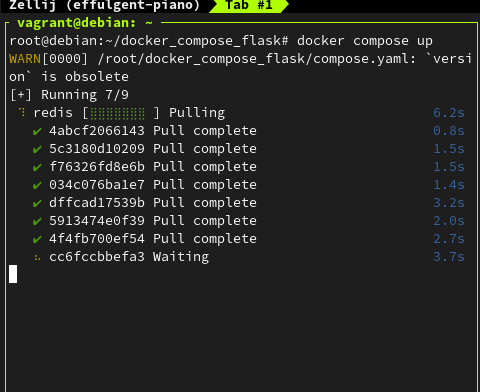 Zellij (effulgent-piano) Tab #1
vagrant@debian: ~
root@debian:~/docker_compose_flask# docker compose up
WARN[0000] /root/docker_compose_flask/compose.yaml: `versi
on` is obsolete
[+] Running 7/9
⠹ redis [⣿⣿⣿⣿⣿⣿⣿ ] Pulling 6.2s
✔ 4abcf2066143 Pull complete 0.8s
✔ 5c3180d10209 Pull complete 1.5s
✔ f76326fd8e6b Pull complete 1.5s
✔ 034c076ba1e7 Pull complete 1.4s
✔ dffcad17539b Pull complete 3.2s
✔ 5913474e0f39 Pull complete 2.0s
✔ 4f4fb700ef54 Pull complete 2.7s
⠦ cc6fccbbefa3 Waiting 3.7s